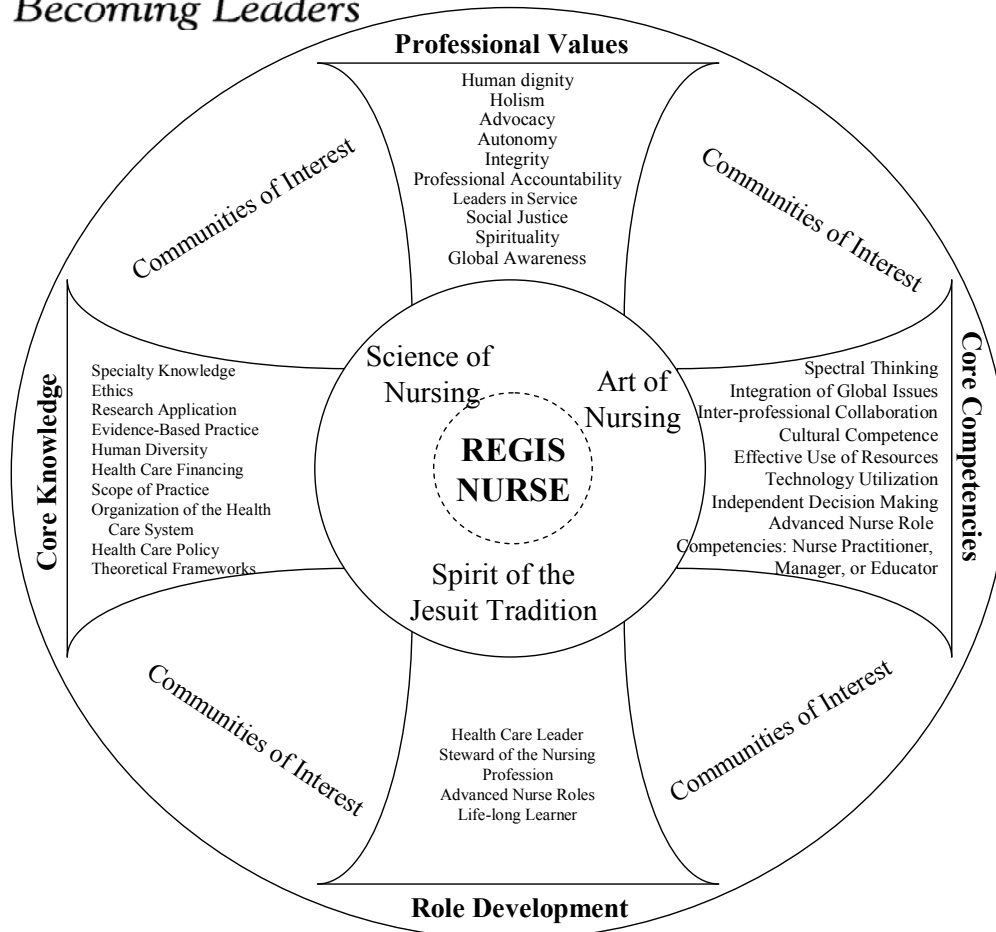 Becoming Leaders
Professional Values
Human dignity
Holism
Advocacy
Autonomy
Integrity
Professional Accountability
Leaders in Service
Social Justice
Spirituality
Global Awareness
Communities of Interest
Communities of Interest
Core Knowledge
Specialty Knowledge
Ethics
Research Application
Evidence-Based Practice
Human Diversity
Health Care Financing
Scope of Practice
Organization of the Health
Care System
Health Care Policy
Theoretical Frameworks
Science of
Nursing
Art of
Nursing
REGIS
NURSE
Spirit of the
Jesuit Tradition
Core Competencies
Spectral Thinking
Integration of Global Issues
Inter-professional Collaboration
Cultural Competence
Effective Use of Resources
Technology Utilization
Independent Decision Making
Advanced Nurse Role
Competencies: Nurse Practitioner,
Manager, or Educator
Communities of Interest
Communities of Interest
Health Care Leader
Steward of the Nursing
Profession
Advanced Nurse Roles
Life-long Learner
Role Development